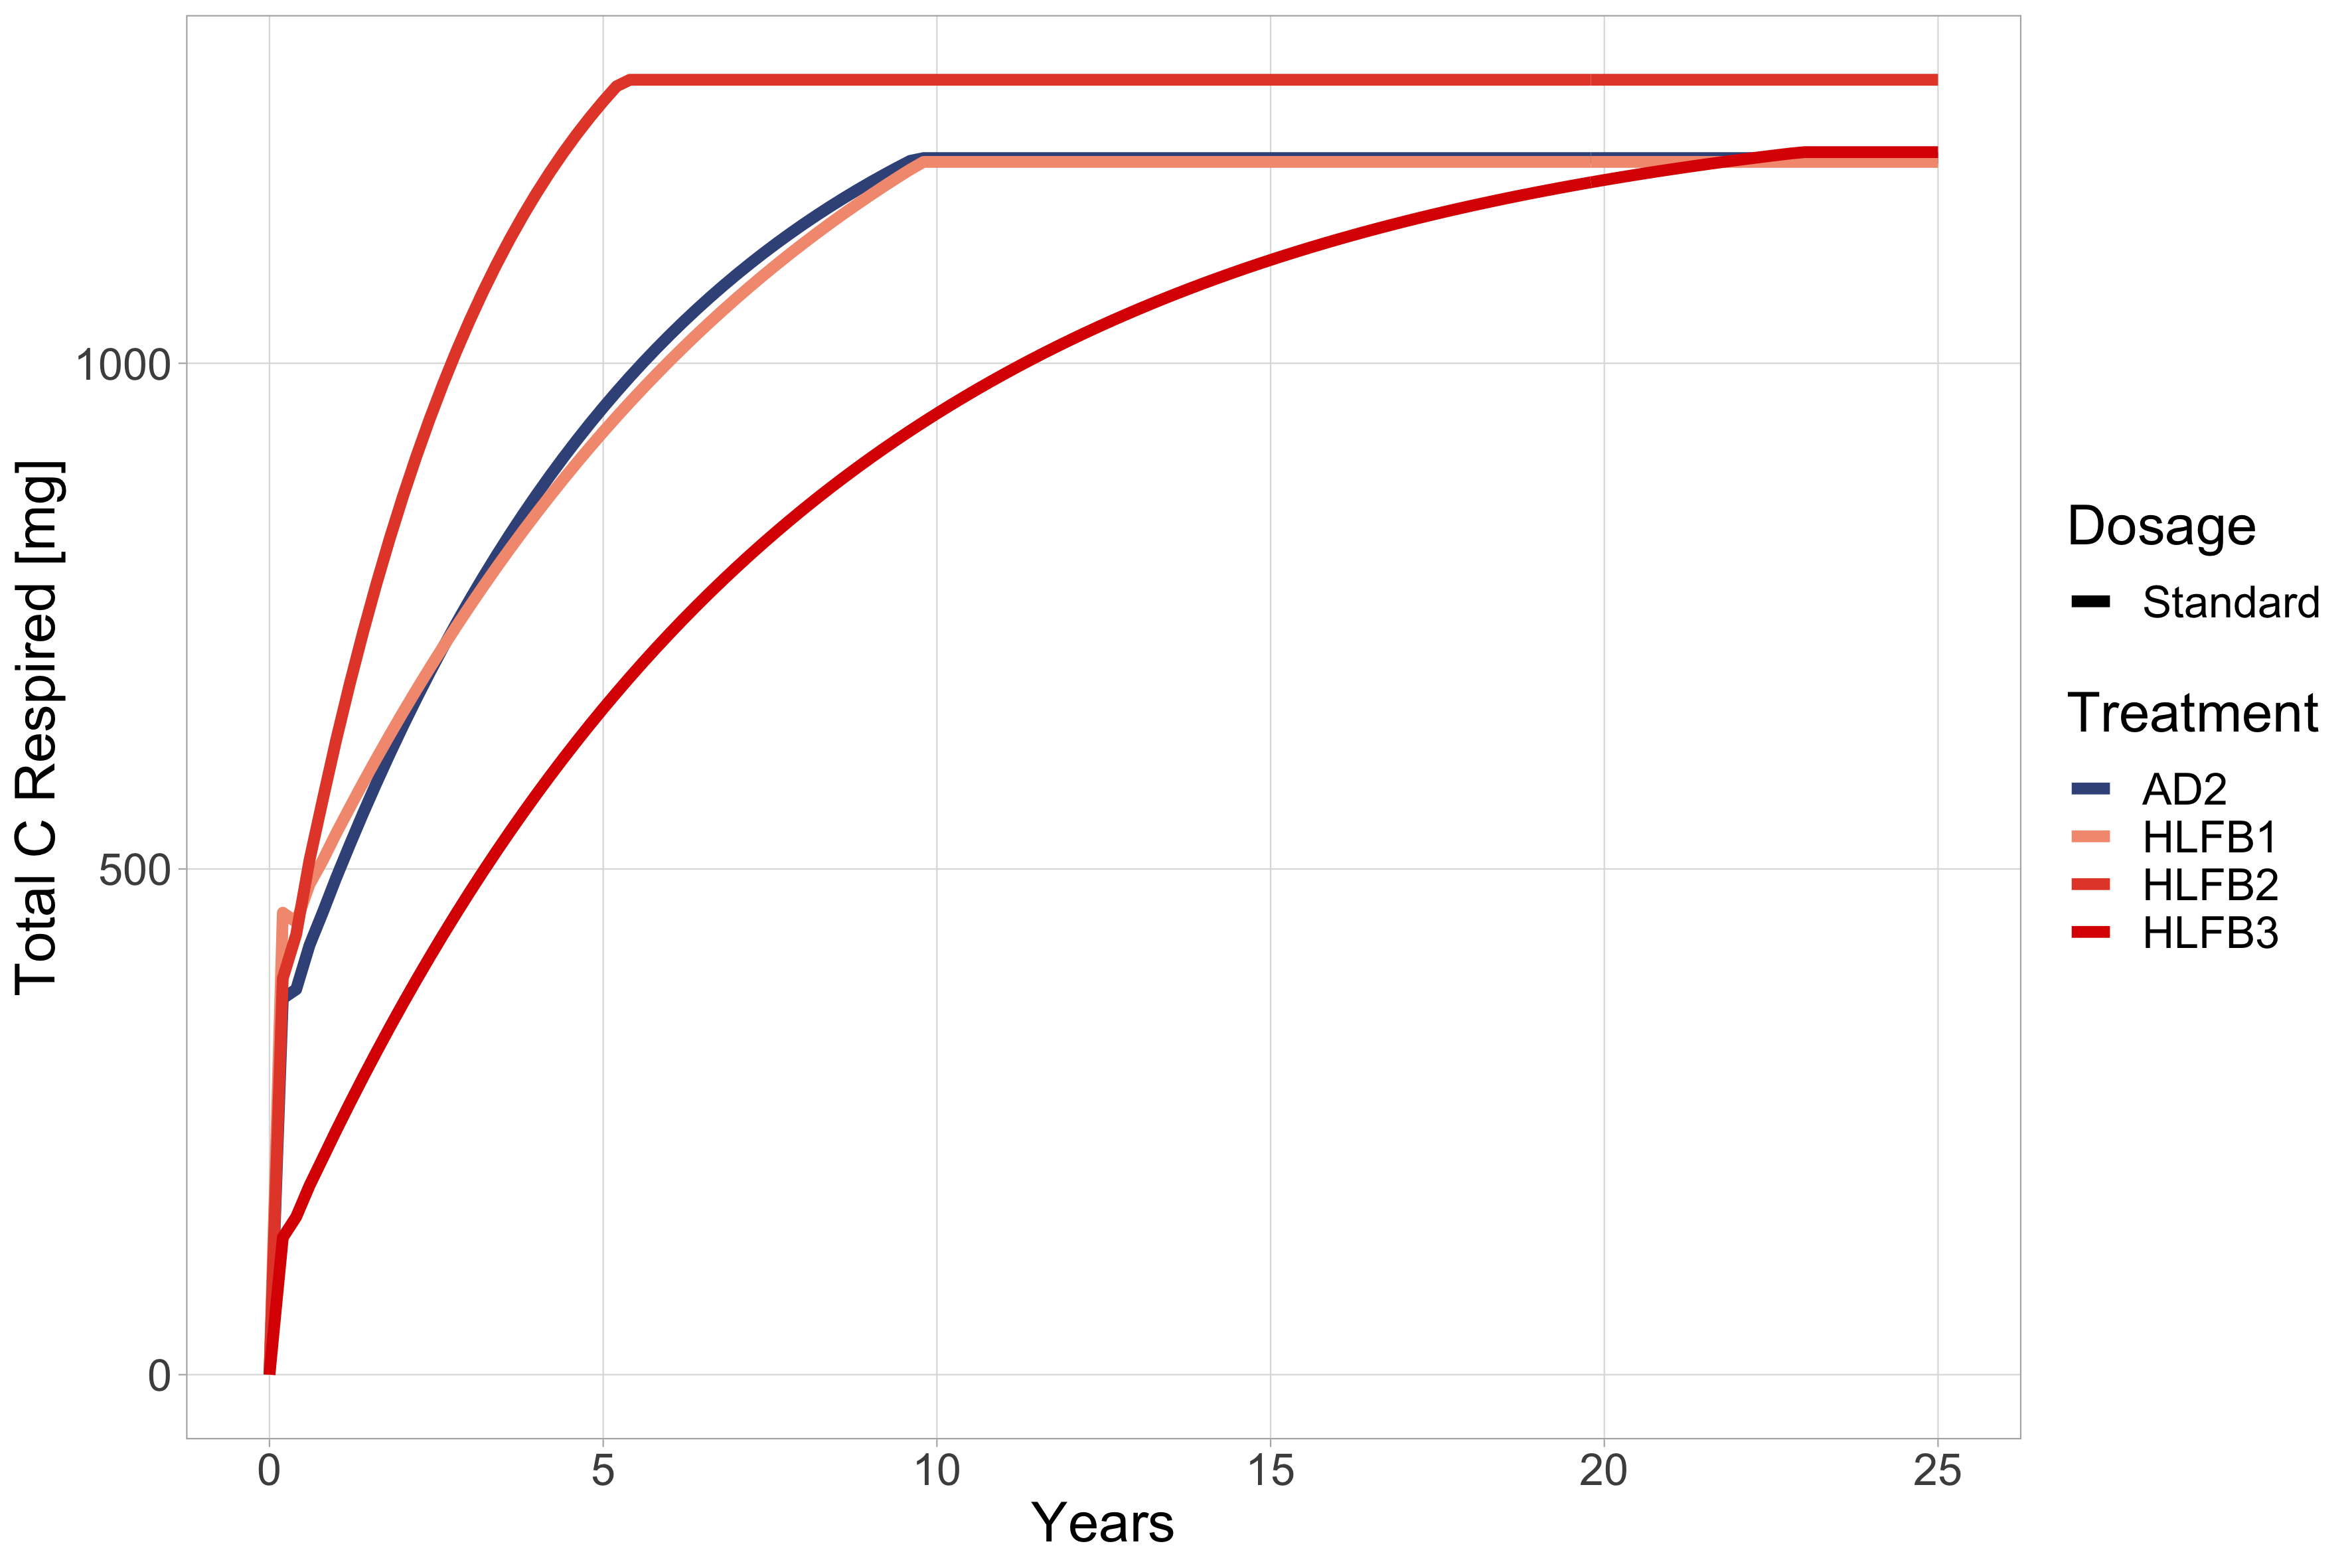 Total C Respired [mg]
1000
500
0
0 5 10 15 20 25
Years
Dosage
Standard
Treatment
AD2
HLFB1
HLFB2
HLFB3